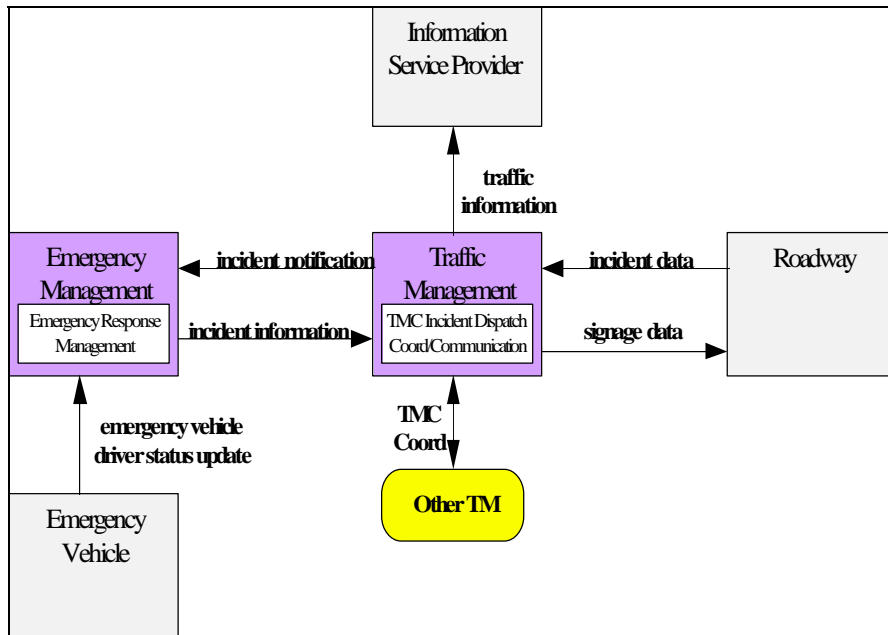 Information
Service Provider
traffic
information
Emergency
Management
Emergency Response
Management
incident notification
incident information
Traffic
Management
TMC Incident Dispatch
Coord/Communication
incident data
signage data
Roadway
emergency vehicle
driver status update
TMC
Coord
Other TM
Emergency
Vehicle